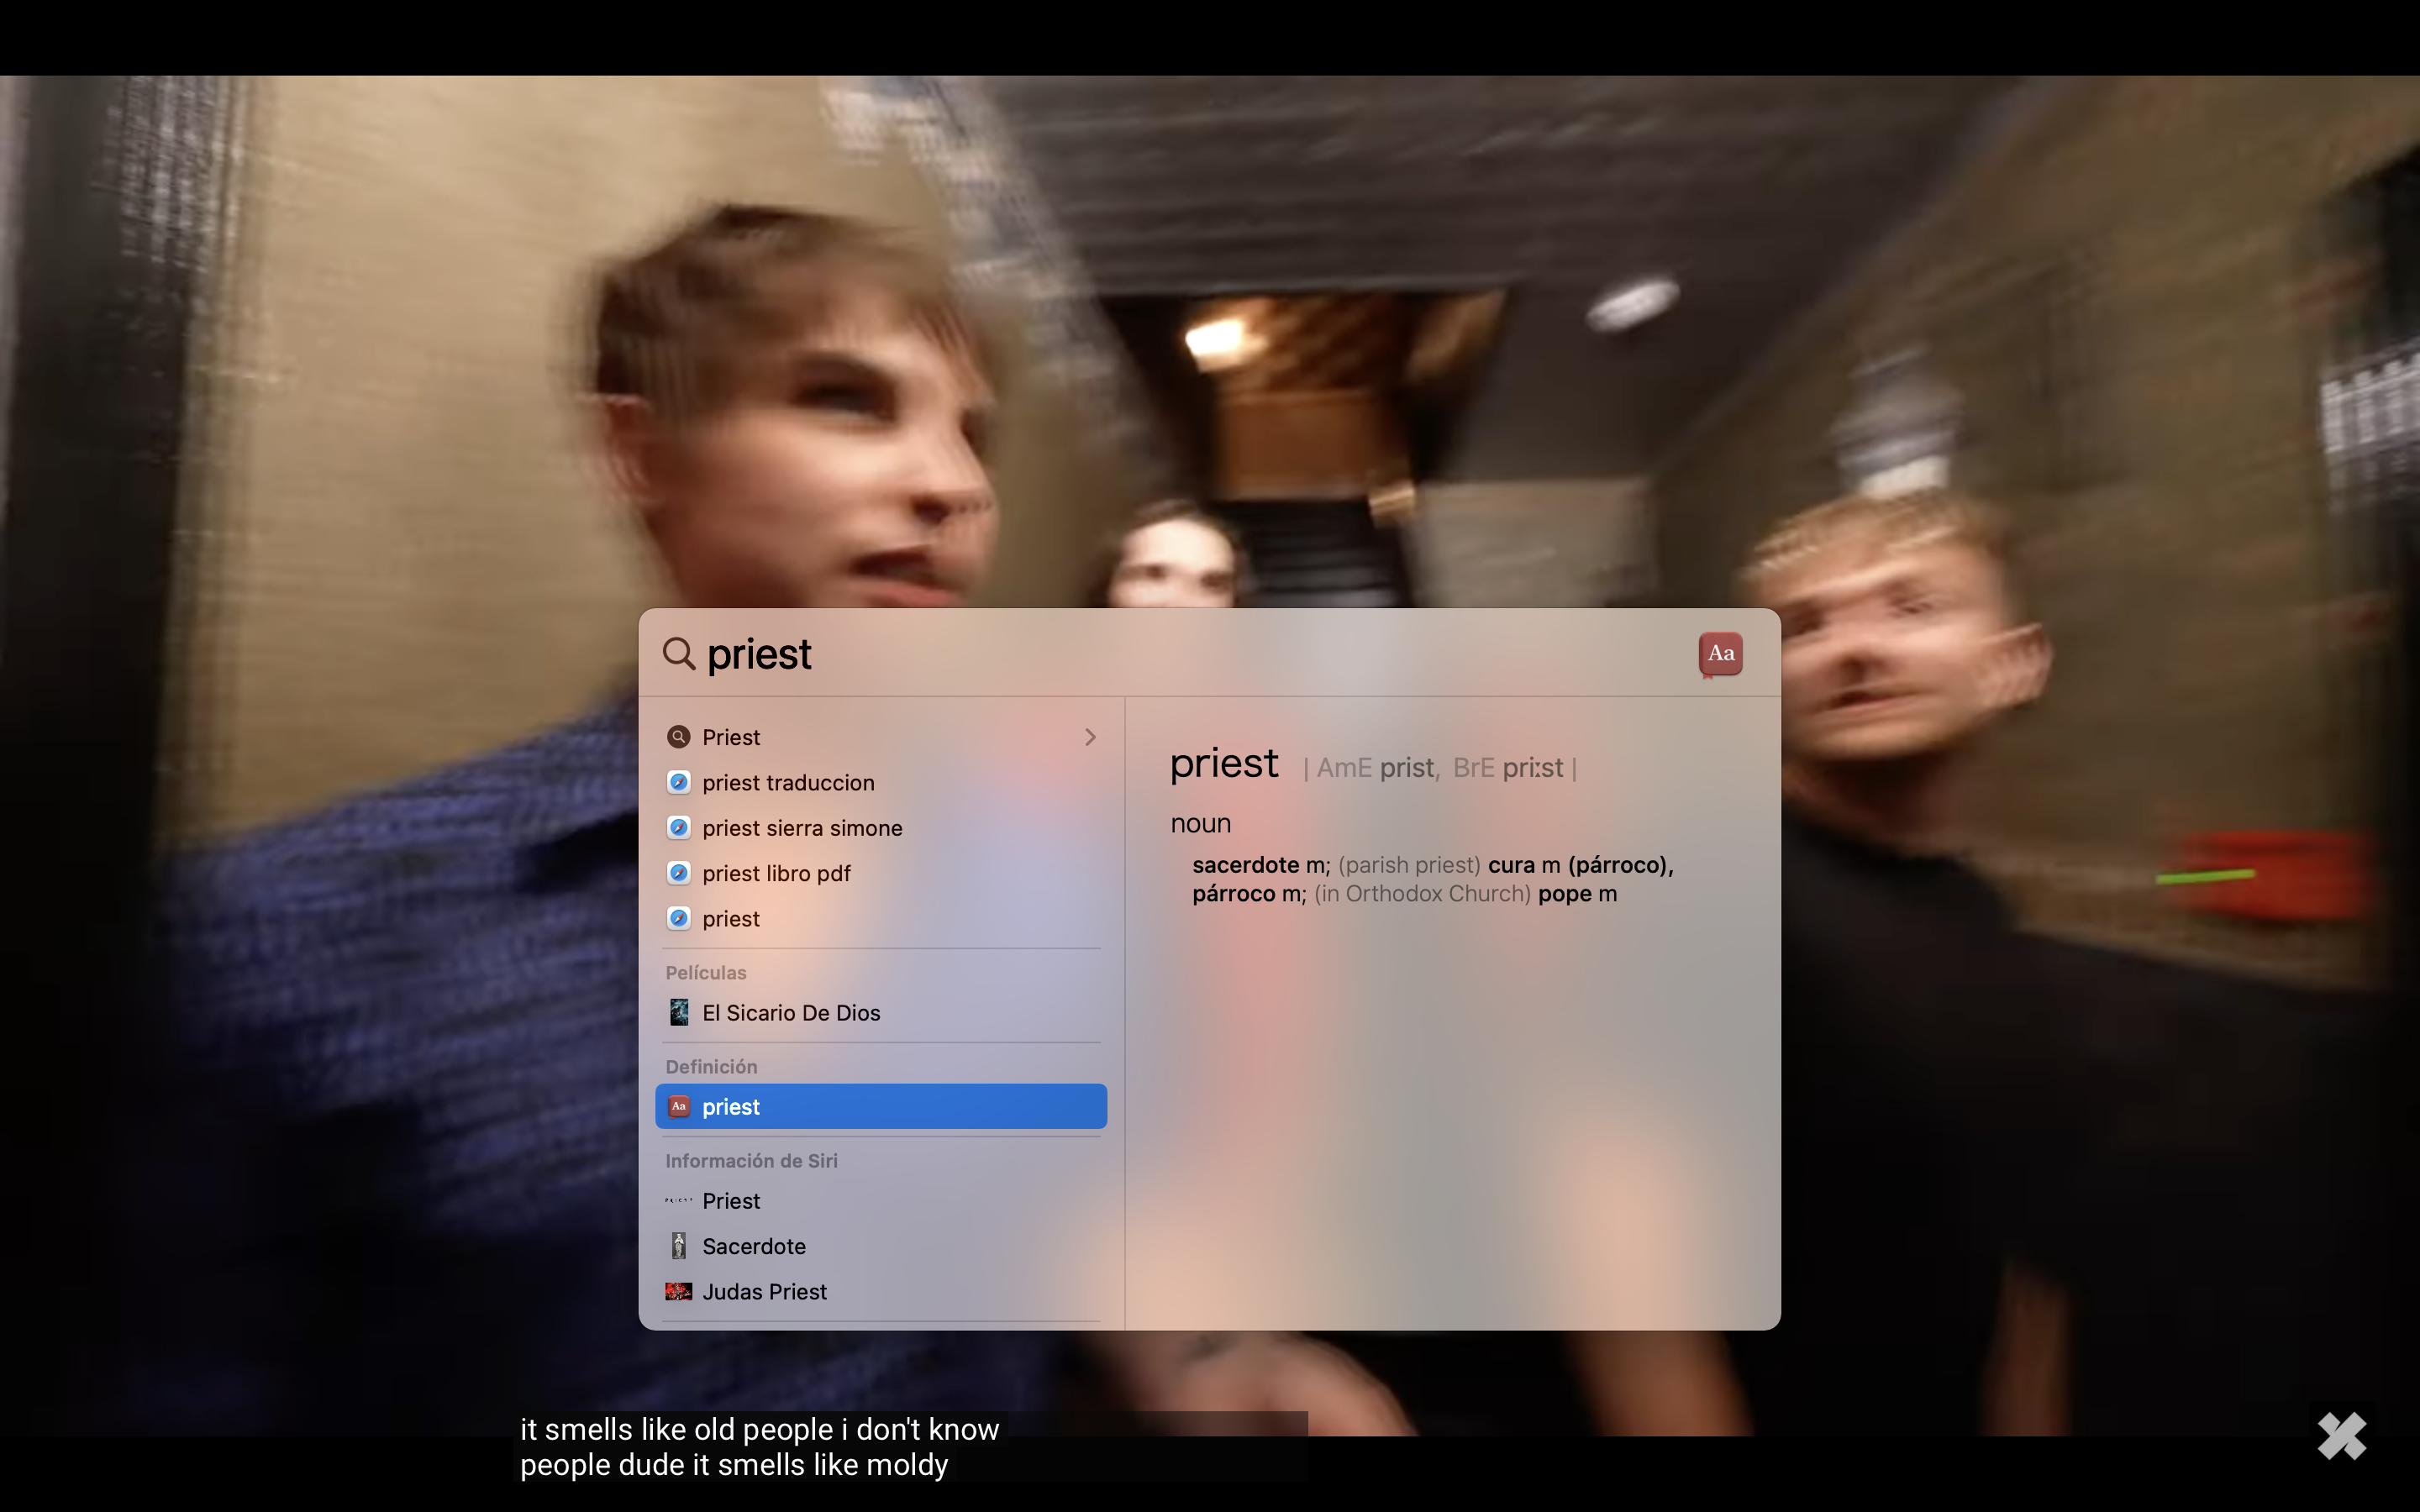 priest
Aa
Priest
priest traduccion
priest sierra simone
priest libro pdf
priest
Películas
El Sicario De Dios
Definición
Aa priest
Información de Siri
Priest
Sacerdote
Judas Priest
priest | AmE prist, BrE priːst |
noun
sacerdote m; (parish priest) cura m (párroco),
párroco m; (in Orthodox Church) pope m
it smells like old people i don't know
people dude it smells like moldy